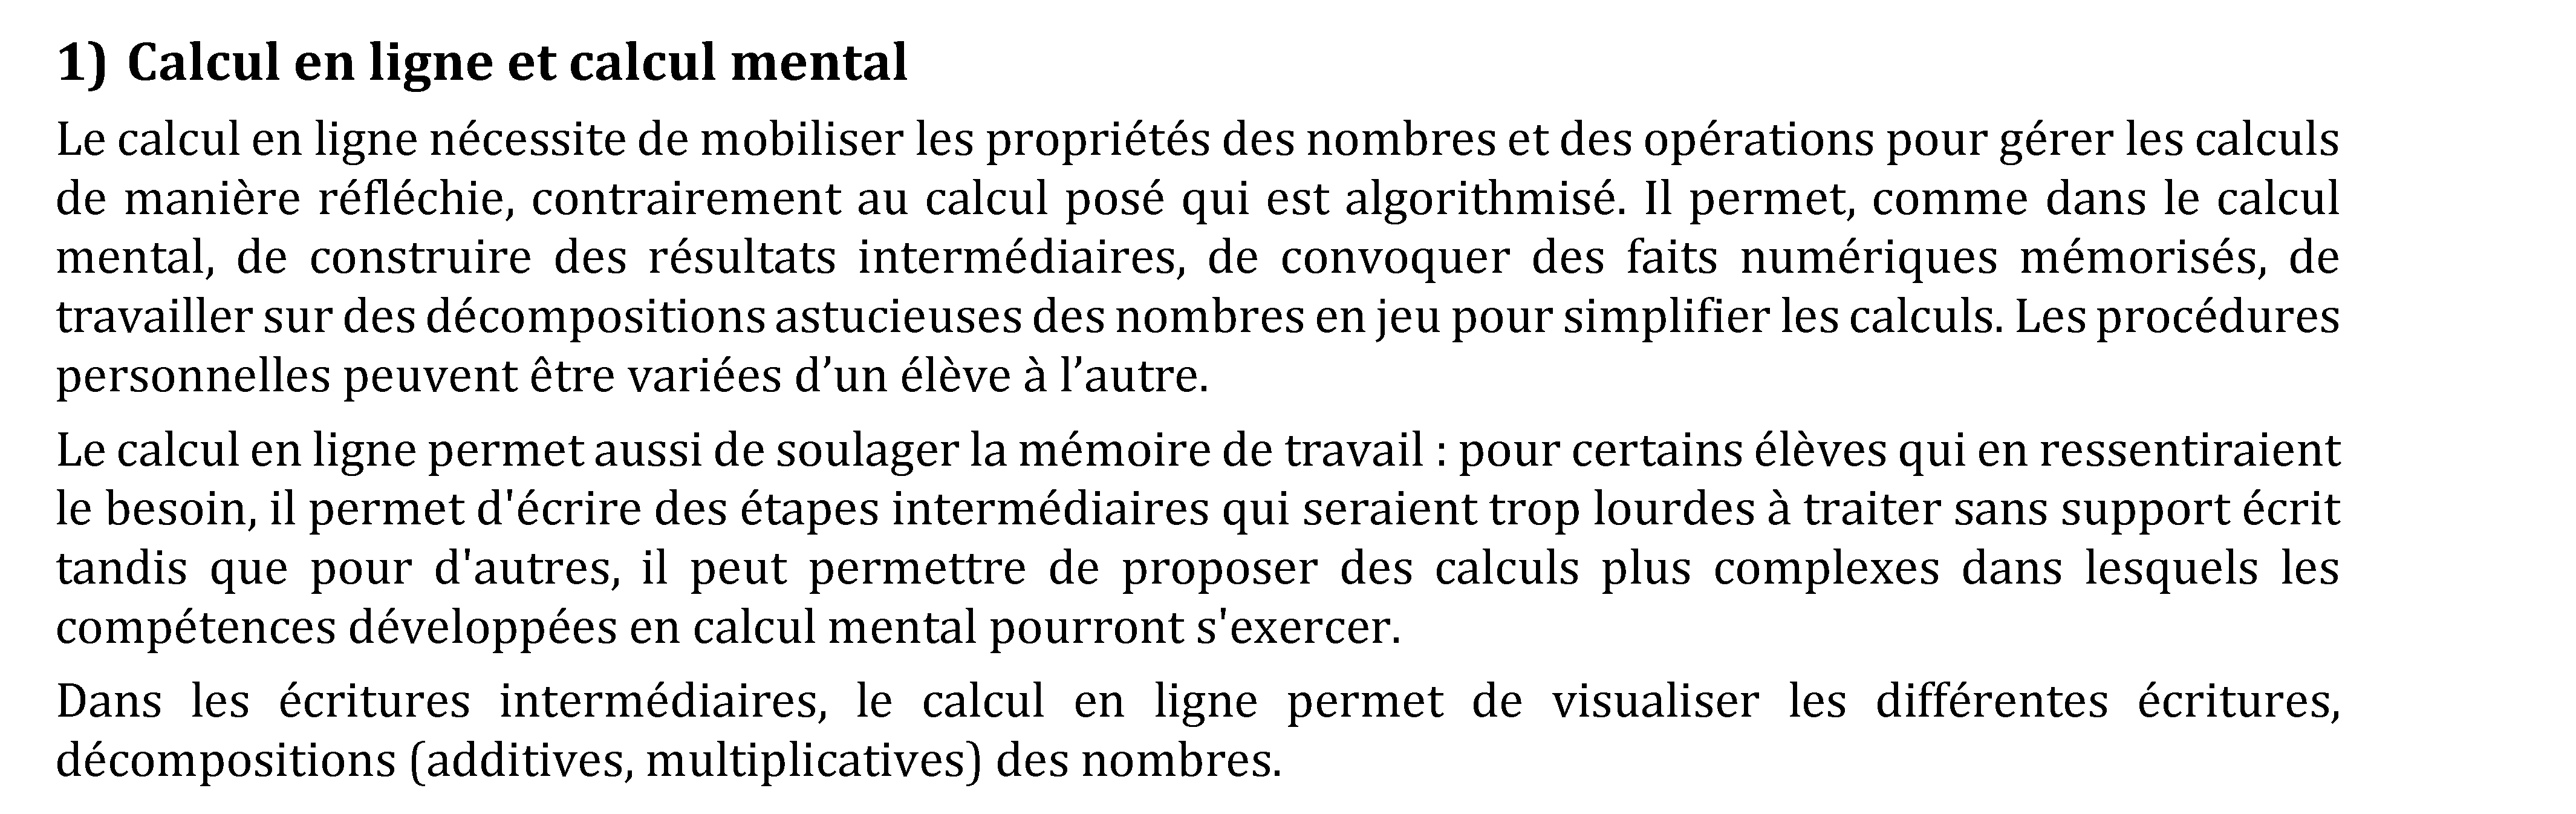 1) Calcul en ligne et calcul mental
Le calcul en ligne nécessite de mobiliser les propriétés des nombres et des opérations pour gérer les calculs
de manière réfléchie, contrairement au calcul posé qui est algorithmisé. Il permet, comme dans le calcul
mental, de construire des résultats intermédiaires, de convoquer des faits numériques mémorisés, de
travailler sur des décompositions astucieuses des nombres en jeu pour simplifier les calculs. Les procédures
personnelles peuvent être variées d’un élève à l’autre.
Le calcul en ligne permet aussi de soulager la mémoire de travail : pour certains élèves qui en ressentiraient
le besoin, il permet d'écrire des étapes intermédiaires qui seraient trop lourdes à traiter sans support écrit
tandis que pour d'autres, il peut permettre de proposer des calculs plus complexes dans lesquels les
compétences développées en calcul mental pourront s'exercer.
Dans les écritures intermédiaires, le calcul en ligne permet de visualiser les différentes écritures,
décompositions (additives, multiplicatives) des nombres.